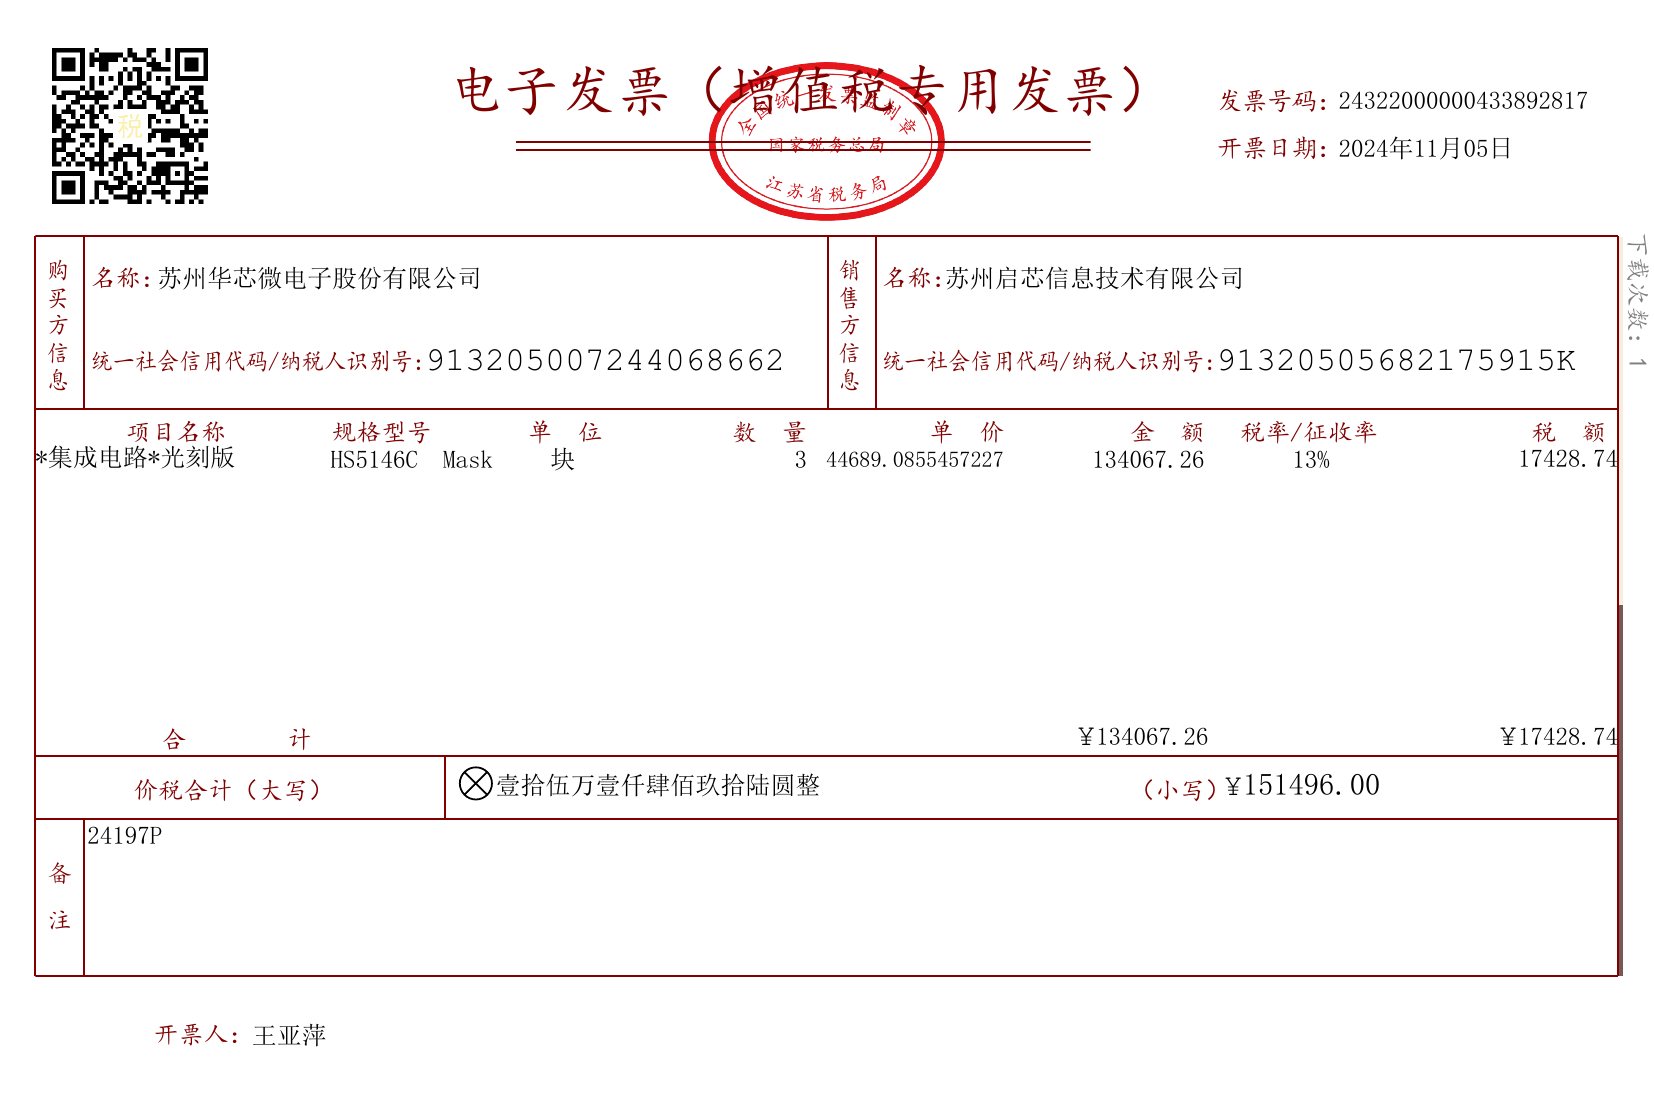 电子发票（增值税专用发票）
全国统一发票监制章
国家税务总局
江苏省税务局
税
发票号码：24322000000433892817
开票日期：2024年11月05日
下载次数：1
购买方信息
名称：苏州华芯微电子股份有限公司
统一社会信用代码/纳税人识别号：913205007244068662
销售方信息
名称：苏州启芯信息技术有限公司
统一社会信用代码/纳税人识别号：91320505682175915K
项目名称 规格型号 单位 数量 单价 金额 税率/征收率 税额
*集成电路*光刻版 HS5146C Mask 块 3 44689.0855457227 134067.26 13% 17428.74
合计 ¥134067.26 ¥17428.74
价税合计（大写） ⊗壹拾伍万壹仟肆佰玖拾陆圆整 （小写）¥151496.00
备注
24197P
开票人：王亚萍